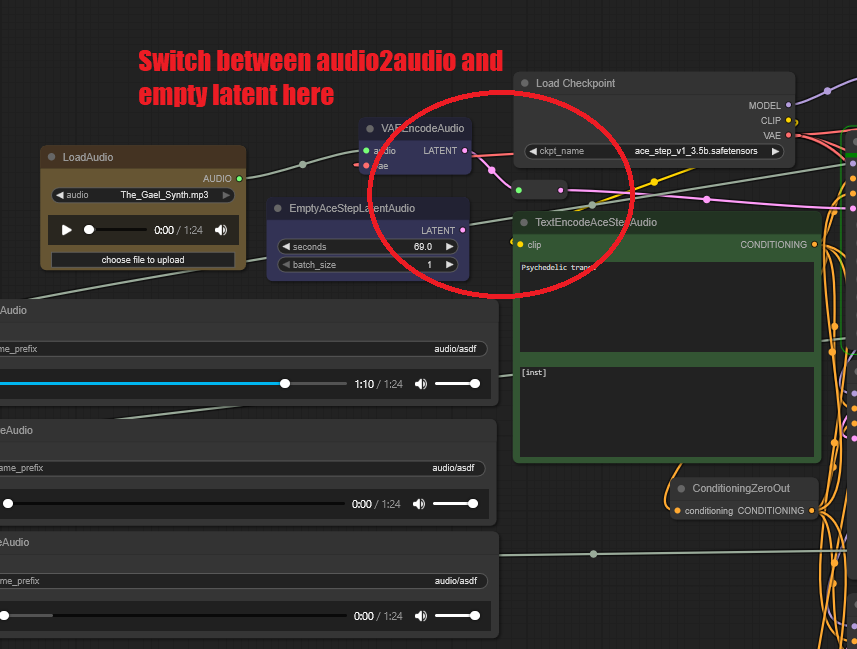 Switch between audio2audio and
empty latent here
Load Checkpoint
MODEL
CLIP
VAE
ckpt_name ace_step_v1_3.5b.safetensors
VAEEncodeAudio
audio LATENT
vae
LoadAudio
AUDIO
audio The_Gael_Synth.mp3
0:00 / 1:24
choose file to upload
EmptyAceStepLatentAudio
LATENT
seconds 69.0
batch_size 1
TextEncodeAceStepAudio
clip CONDITIONING
Psychedelic trance
[inst]
Audio
me_prefix audio/asdf
1:10 / 1:24
eAudio
ame_prefix audio/asdf
0:00 / 1:24
eAudio
me_prefix audio/asdf
0:00 / 1:24
ConditioningZeroOut
conditioning CONDITIONING